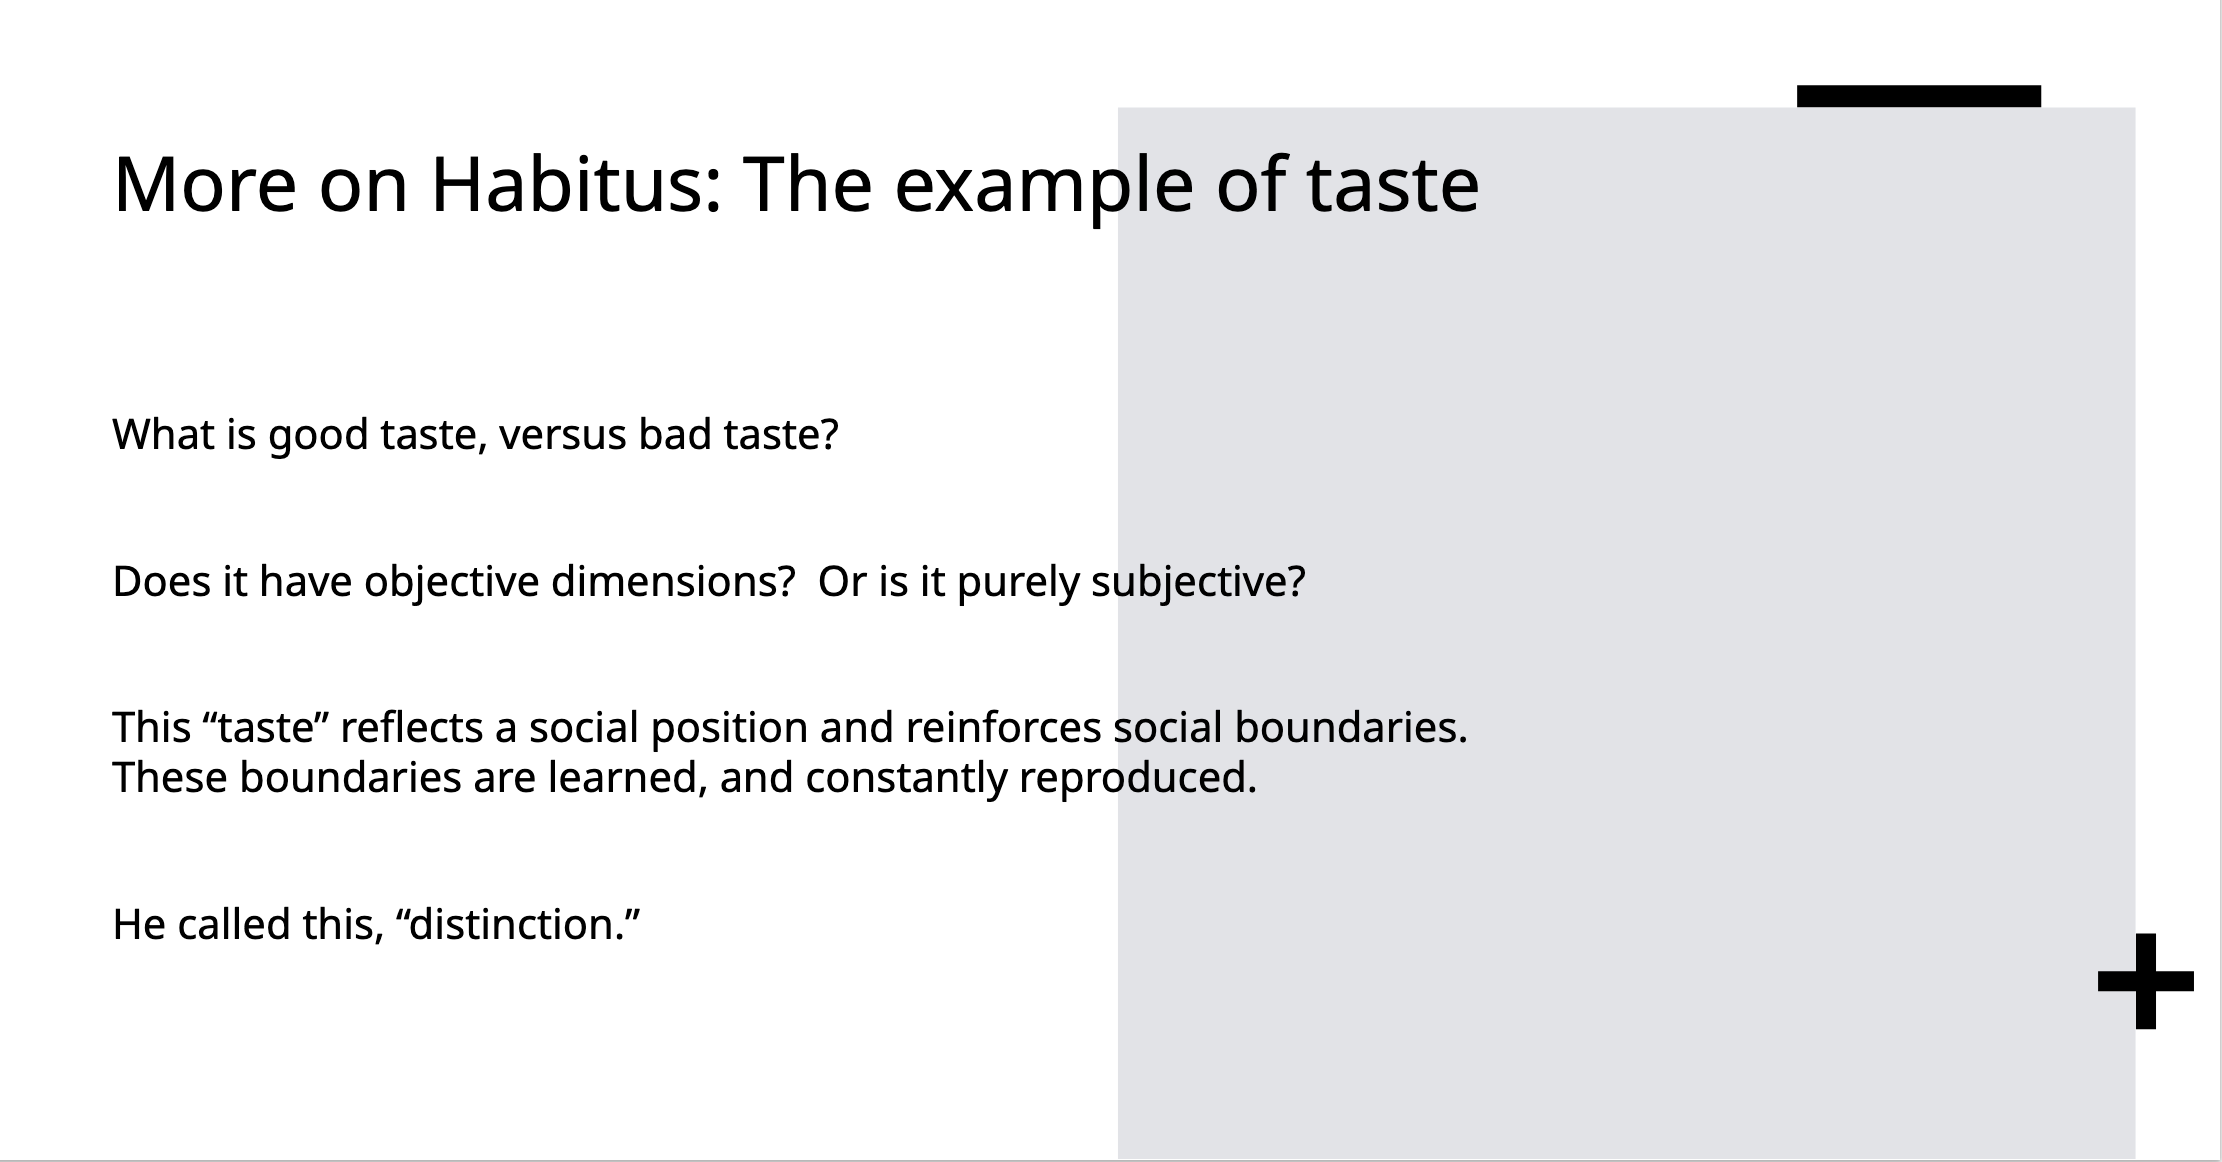 More on Habitus: The example of taste
What is good taste, versus bad taste?
Does it have objective dimensions?  Or is it purely subjective?
This “taste” reflects a social position and reinforces social boundaries.
These boundaries are learned, and constantly reproduced.
He called this, “distinction.”